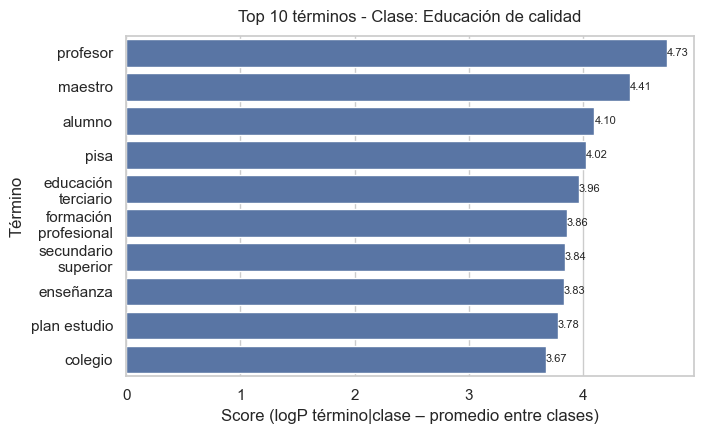 Top 10 términos - Clase: Educación de calidad
Término
profesor 4.73
maestro 4.41
alumno 4.10
pisa 4.02
educación
terciario 3.96
formación
profesional 3.86
secundario
superior 3.84
enseñanza 3.83
plan estudio 3.78
colegio 3.67
0 1 2 3 4
Score (logP término|clase – promedio entre clases)